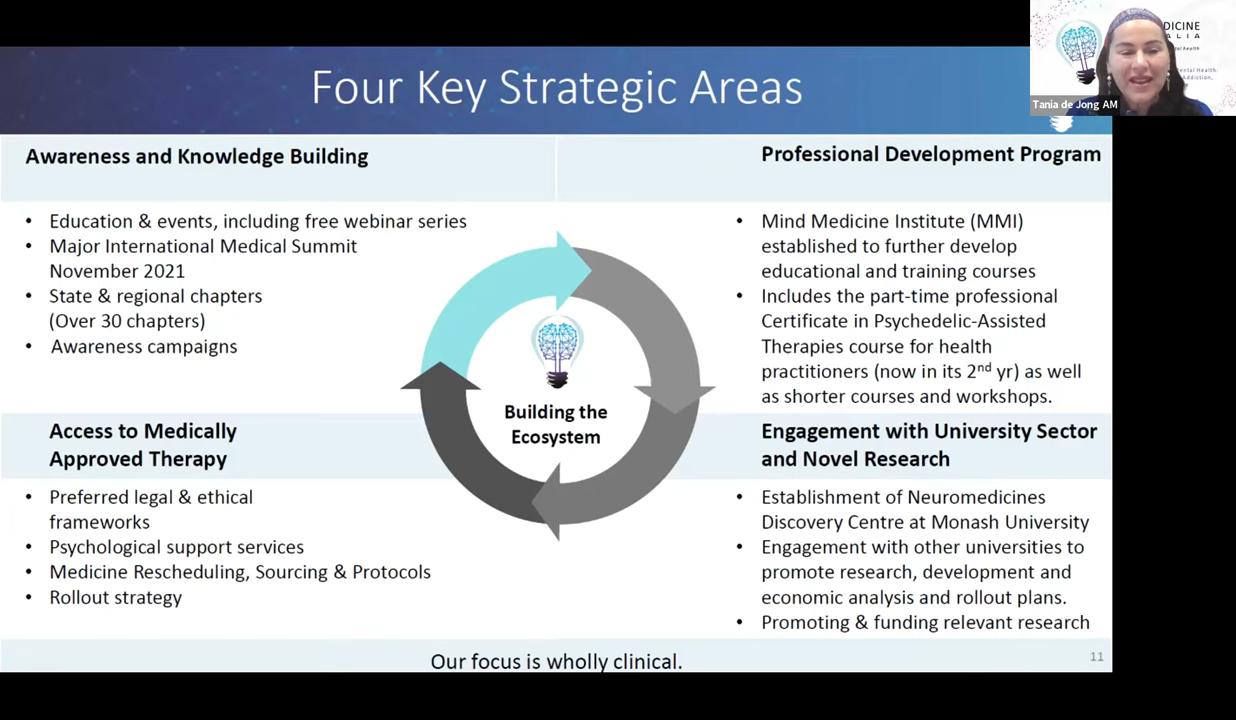 Four Key Strategic Areas
DICINE
ALIA
Tania de Jong AM
Awareness and Knowledge Building
• Education & events, including free webinar series
• Major International Medical Summit
November 2021
• State & regional chapters
(Over 30 chapters)
• Awareness campaigns
Professional Development Program
• Mind Medicine Institute (MMI)
established to further develop
educational and training courses
• Includes the part-time professional
Certificate in Psychedelic-Assisted
Therapies course for health
practitioners (now in its 2nd yr) as well
as shorter courses and workshops.
Building the
Ecosystem
Access to Medically
Approved Therapy
• Preferred legal & ethical
frameworks
• Psychological support services
• Medicine Rescheduling, Sourcing & Protocols
• Rollout strategy
Engagement with University Sector
and Novel Research
• Establishment of Neuromedicines
Discovery Centre at Monash University
• Engagement with other universities to
promote research, development and
economic analysis and rollout plans.
• Promoting & funding relevant research
Our focus is wholly clinical.
11